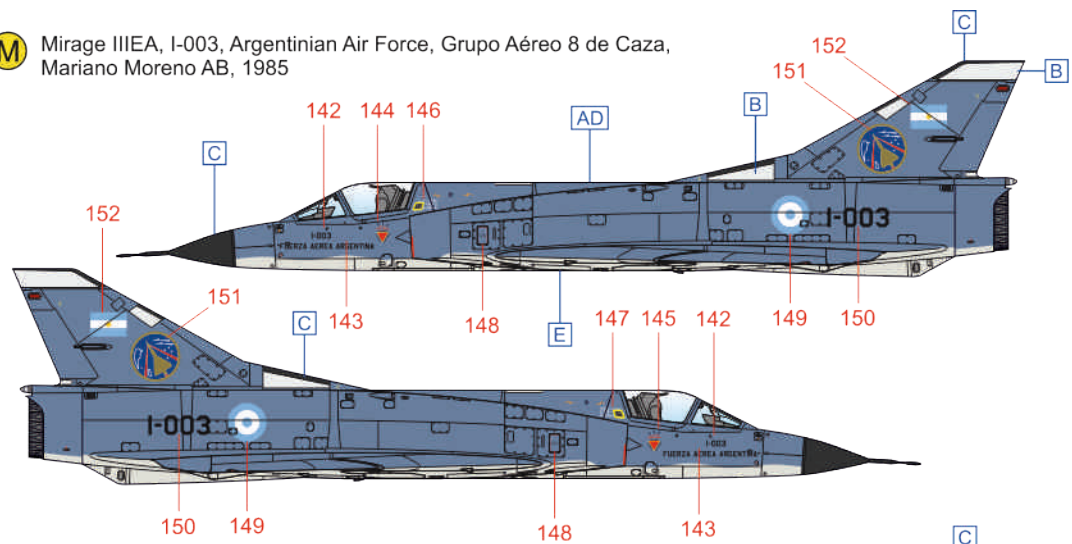 M Mirage IIIEA, I-003, Argentinian Air Force, Grupo Aéreo 8 de Caza,
Mariano Moreno AB, 1985
C
152
B
151
142 144 146
AD
B
C
I-003
I-003
FUERZA AEREA ARGENTINA
152
143
148
149 150
E
151
C
147 145 142
I-003
I-003
FUERZA AEREA ARGENTINA
150 149
148
143
C